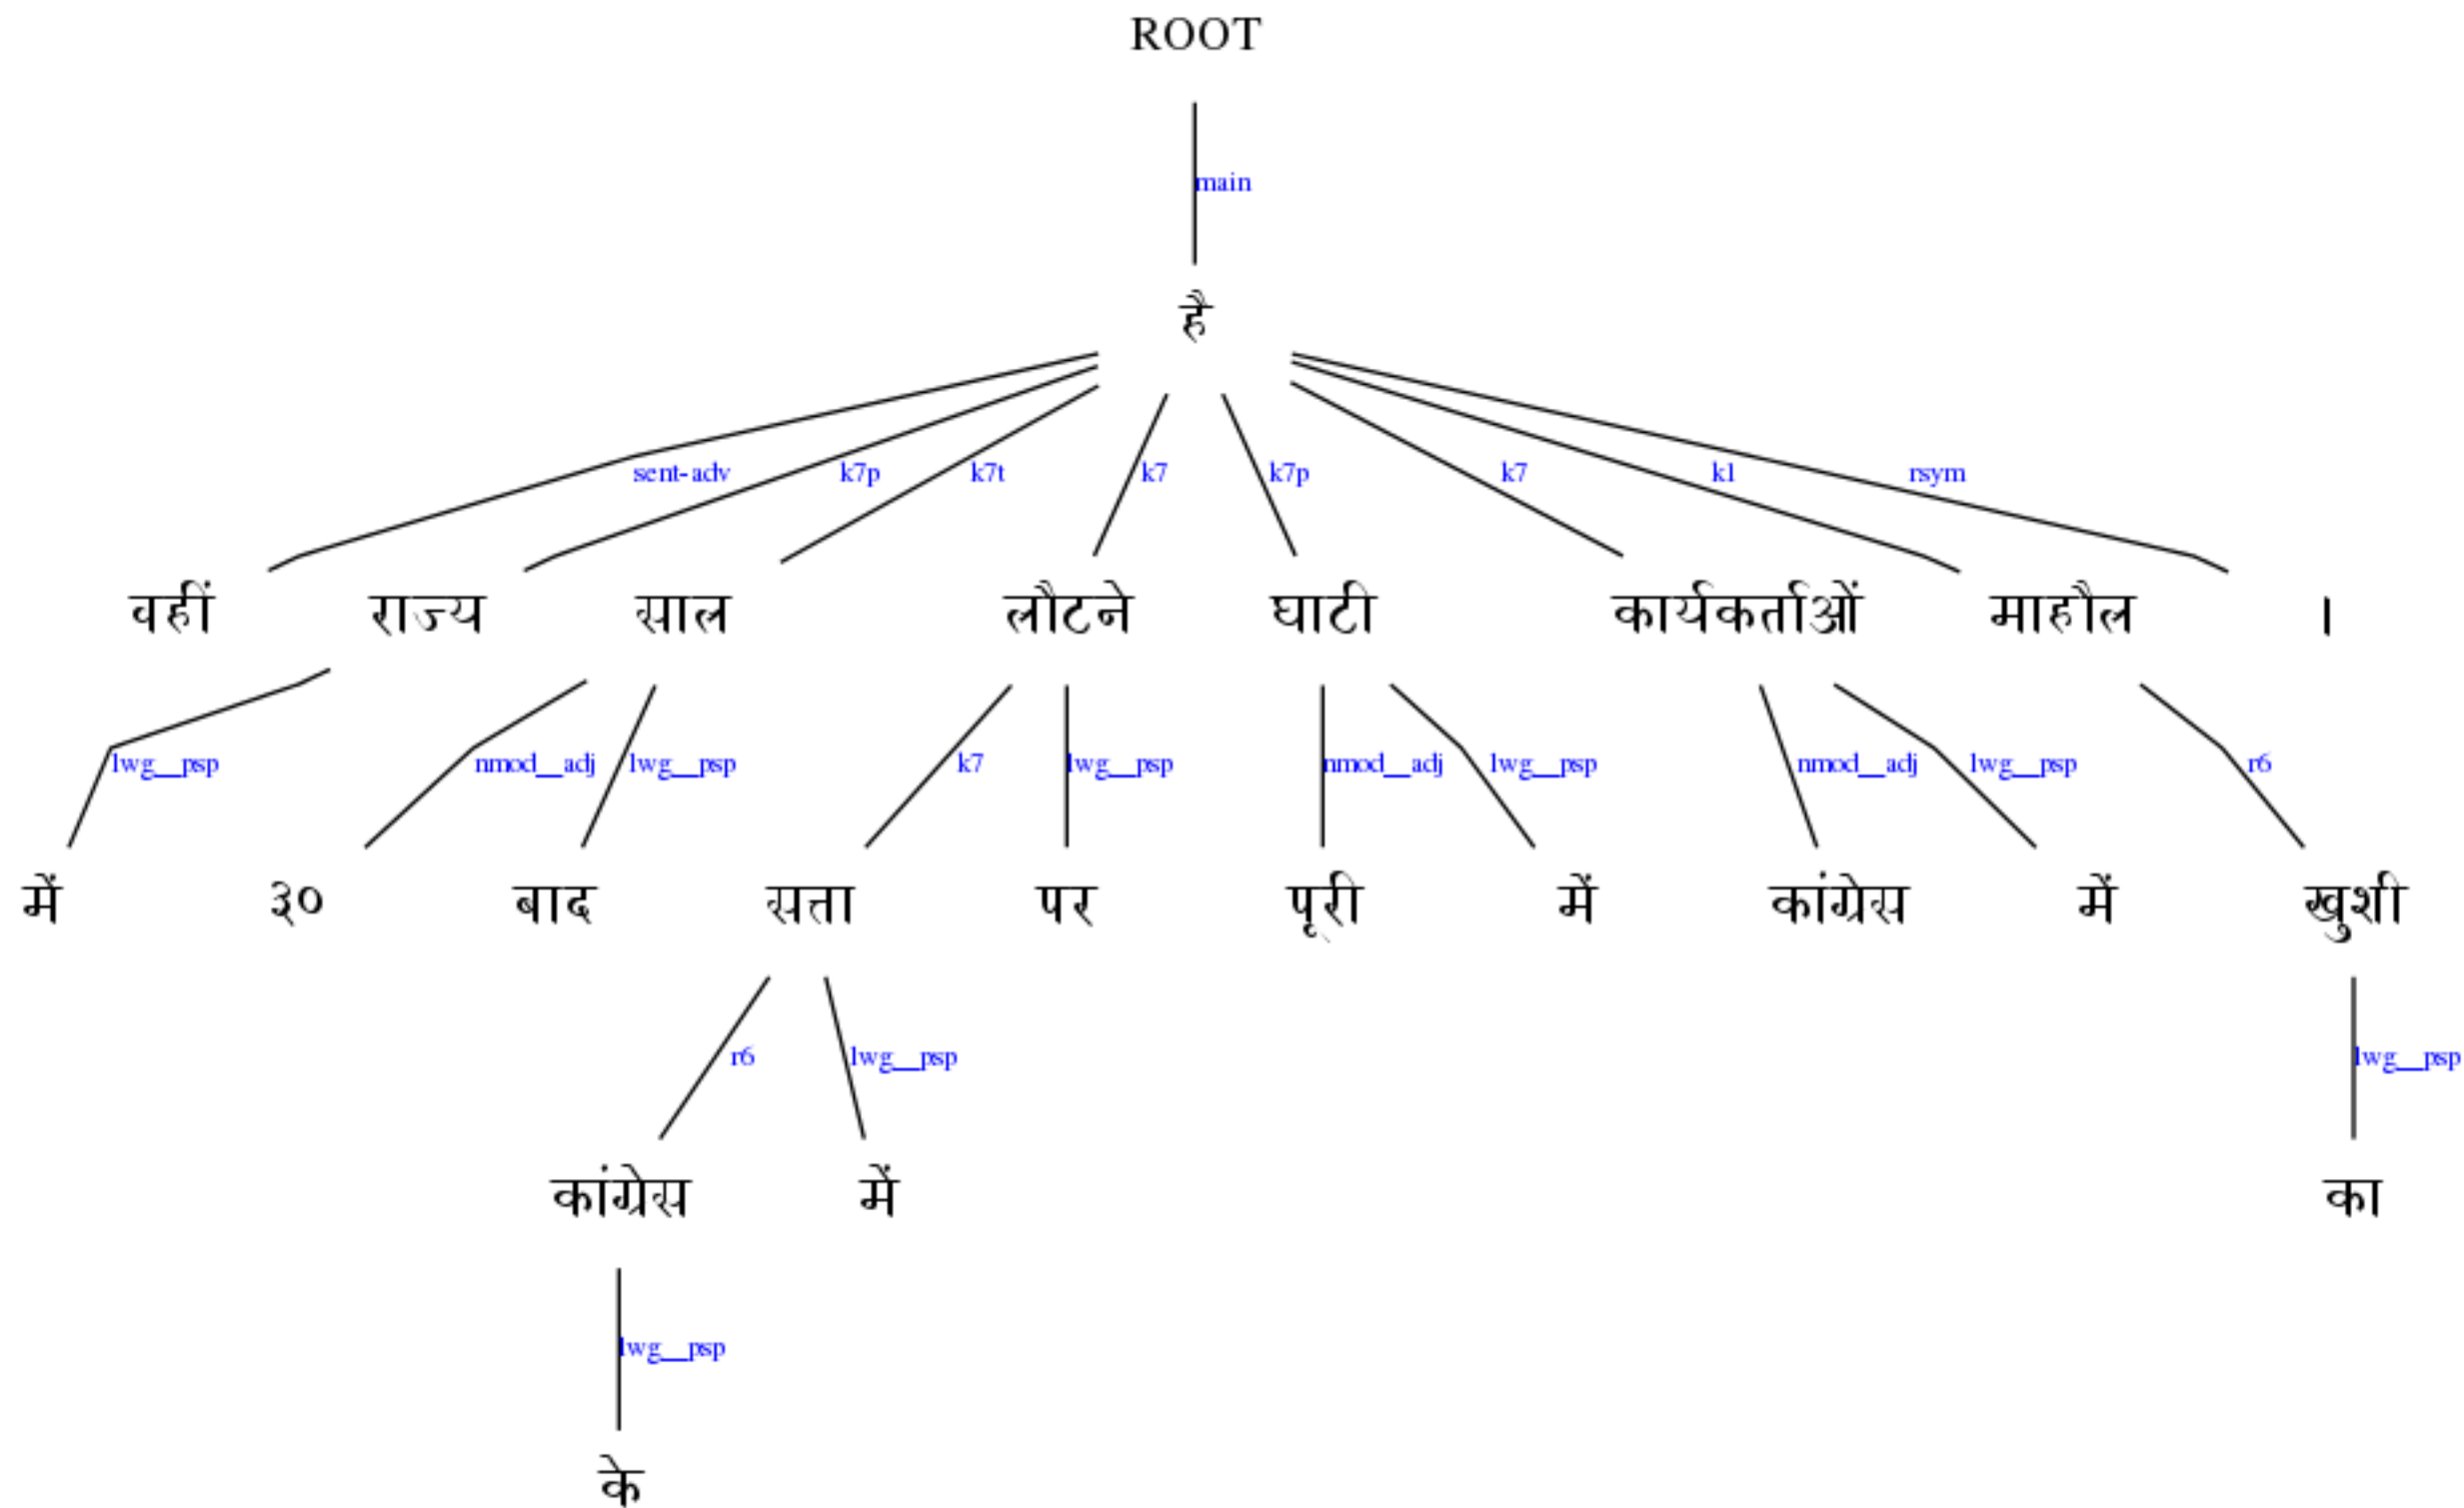 ROOT
main
है
sent-adv k7p k7t k7 k7p k7 k1 rsym
वहीं राज्य साल लौटने घाटी कार्यकर्ताओं माहौल ।
lwg__psp nmod__adj lwg__psp k7 lwg__psp nmod__adj lwg__psp nmod__adj lwg__psp r6
में ३० बाद सत्ता पर पूरी में कांग्रेस में खुशी
r6 lwg__psp lwg__psp
कांग्रेस में का
lwg__psp
के